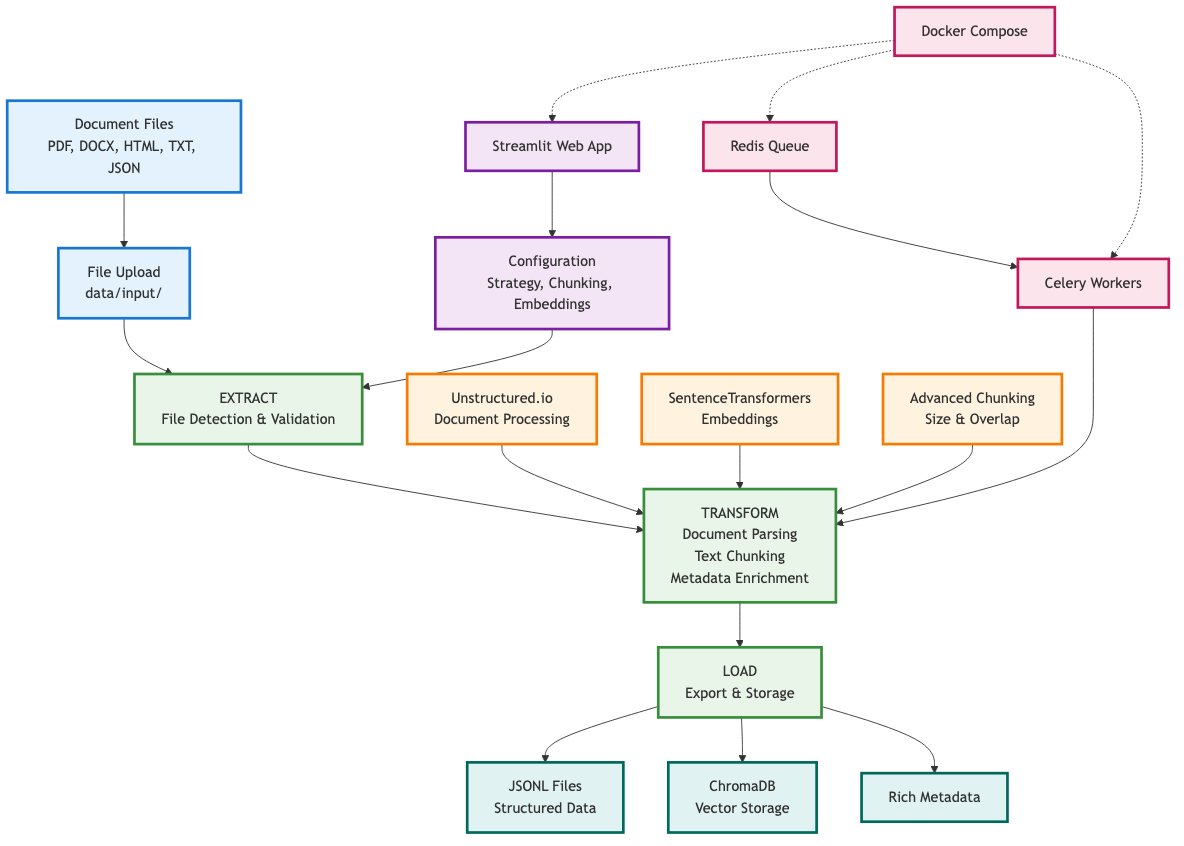 Docker Compose
Document Files
PDF, DOCX, HTML, TXT,
JSON
Streamlit Web App
Redis Queue
File Upload
data/input/
Configuration
Strategy, Chunking,
Embeddings
Celery Workers
EXTRACT
File Detection & Validation
Unstructured.io
Document Processing
SentenceTransformers
Embeddings
Advanced Chunking
Size & Overlap
TRANSFORM
Document Parsing
Text Chunking
Metadata Enrichment
LOAD
Export & Storage
JSONL Files
Structured Data
ChromaDB
Vector Storage
Rich Metadata